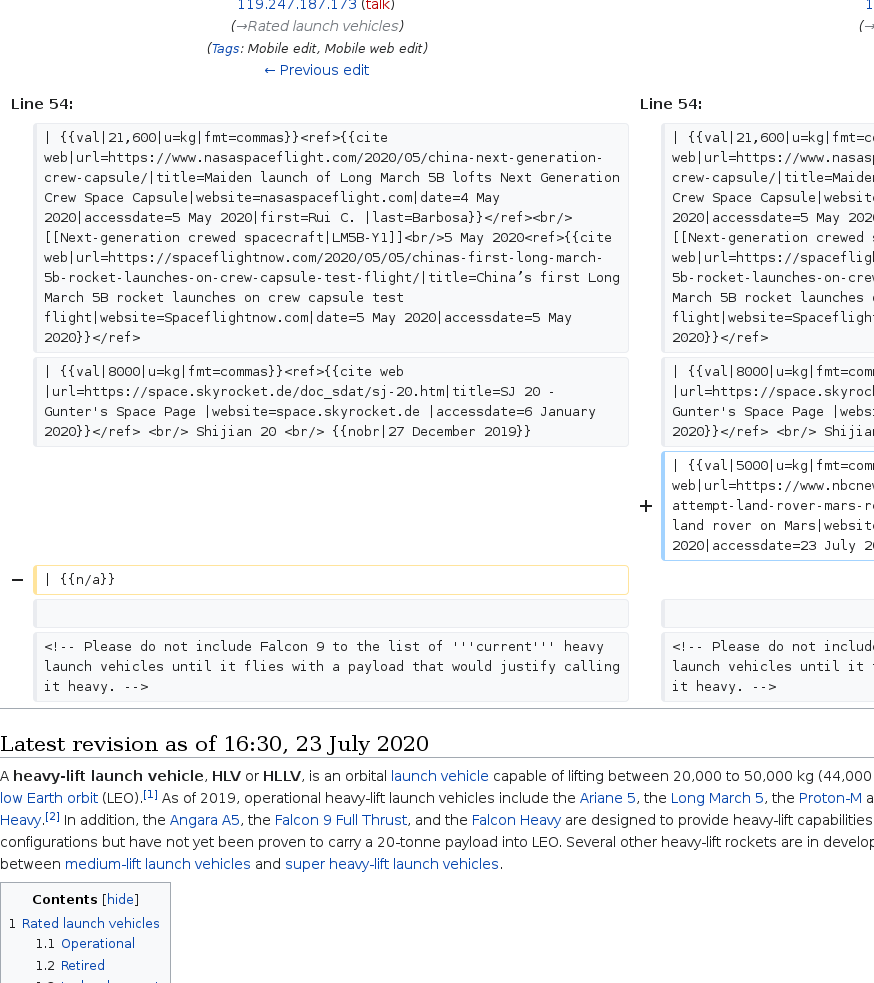 119.247.187.173 (talk)
(→Rated launch vehicles)
(Tags: Mobile edit, Mobile web edit)
← Previous edit
1
(→
Line 54:
Line 54:
| {{val|21,600|u=kg|fmt=commas}}<ref>{{cite
web|url=https://www.nasaspaceflight.com/2020/05/china-next-generation-
crew-capsule/|title=Maiden launch of Long March 5B lofts Next Generation
Crew Space Capsule|website=nasaspaceflight.com|date=4 May
2020|accessdate=5 May 2020|first=Rui C. |last=Barbosa}}</ref><br/>
[[Next-generation crewed spacecraft|LM5B-Y1]]<br/>5 May 2020<ref>{{cite
web|url=https://spaceflightnow.com/2020/05/05/chinas-first-long-march-
5b-rocket-launches-on-crew-capsule-test-flight/|title=China’s first Long
March 5B rocket launches on crew capsule test
flight|website=Spaceflightnow.com|date=5 May 2020|accessdate=5 May
2020}}</ref>
| {{val|21,600|u=kg|fmt=co
web|url=https://www.nasasp
crew-capsule/|title=Maiden
Crew Space Capsule|website
2020|accessdate=5 May 2020
[[Next-generation crewed s
web|url=https://spacefligh
5b-rocket-launches-on-crew
March 5B rocket launches o
flight|website=Spaceflight
2020}}</ref>
| {{val|8000|u=kg|fmt=commas}}<ref>{{cite web
|url=https://space.skyrocket.de/doc_sdat/sj-20.htm|title=SJ 20 -
Gunter's Space Page |website=space.skyrocket.de |accessdate=6 January
2020}}</ref> <br/> Shijian 20 <br/> {{nobr|27 December 2019}}
| {{val|8000|u=kg|fmt=comm
|url=https://space.skyrock
Gunter's Space Page |websi
2020}}</ref> <br/> Shijian
+
| {{val|5000|u=kg|fmt=comm
web|url=https://www.nbcnew
attempt-land-rover-mars-r
land rover on Mars|website
2020|accessdate=23 July 20
−
| {{n/a}}
<!-- Please do not include Falcon 9 to the list of '''current''' heavy
launch vehicles until it flies with a payload that would justify calling
it heavy. -->
<!-- Please do not include
launch vehicles until it f
it heavy. -->
Latest revision as of 16:30, 23 July 2020
A heavy-lift launch vehicle, HLV or HLLV, is an orbital launch vehicle capable of lifting between 20,000 to 50,000 kg (44,000
low Earth orbit (LEO).[1] As of 2019, operational heavy-lift launch vehicles include the Ariane 5, the Long March 5, the Proton-M a
Heavy.[2] In addition, the Angara A5, the Falcon 9 Full Thrust, and the Falcon Heavy are designed to provide heavy-lift capabilities
configurations but have not yet been proven to carry a 20-tonne payload into LEO. Several other heavy-lift rockets are in develop
between medium-lift launch vehicles and super heavy-lift launch vehicles.
Contents [hide]
1 Rated launch vehicles
1.1 Operational
1.2 Retired